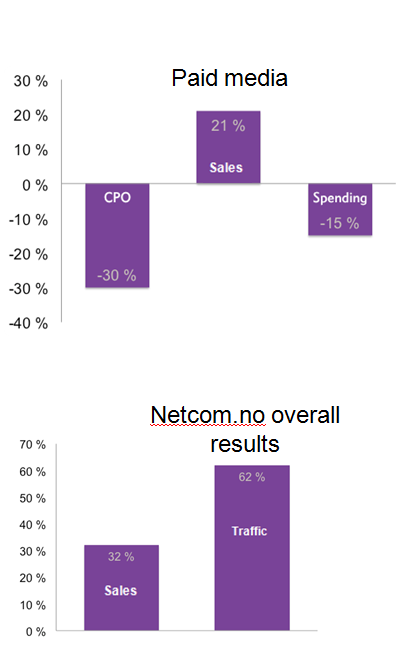 Paid media
30 %
20 %
10 %
0 %
-10 %
-20 %
-30 %
-40 %
21 %
Sales
CPO
-30 %
Spending
-15 %
Netcom.no overall
results
70 %
60 %
50 %
40 %
30 %
20 %
10 %
0 %
32 %
Sales
62 %
Traffic